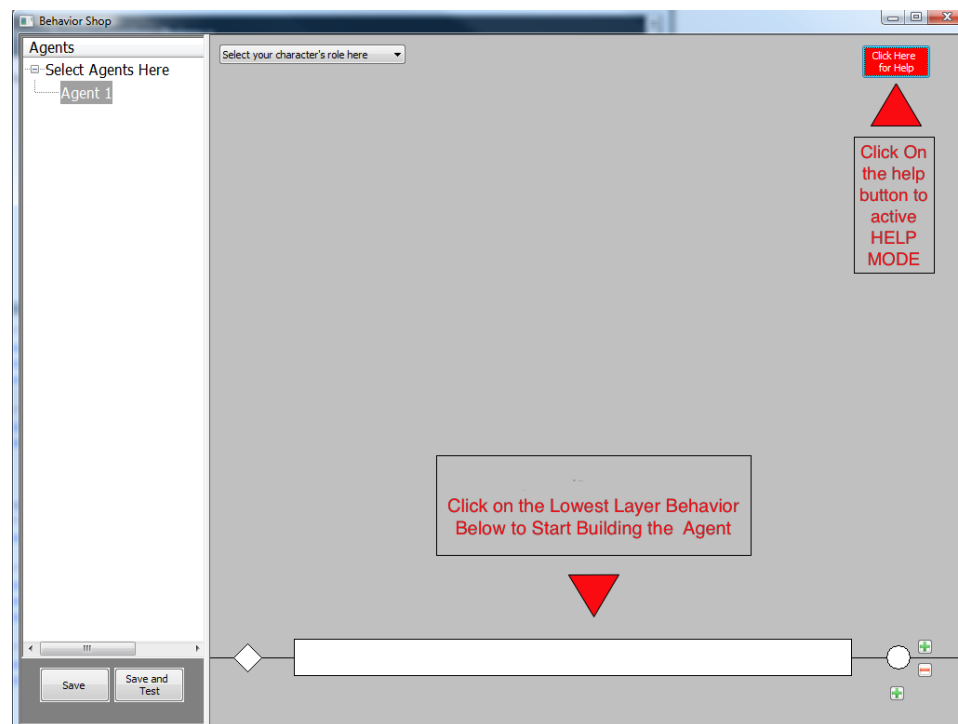 Behavior Shop
Agents
Select Agents Here
Agent 1
Save
Save and
Test
Select your character's role here
Click Here
for Help
Click On
the help
button to
active
HELP
MODE
Click on the Lowest Layer Behavior
Below to Start Building the Agent